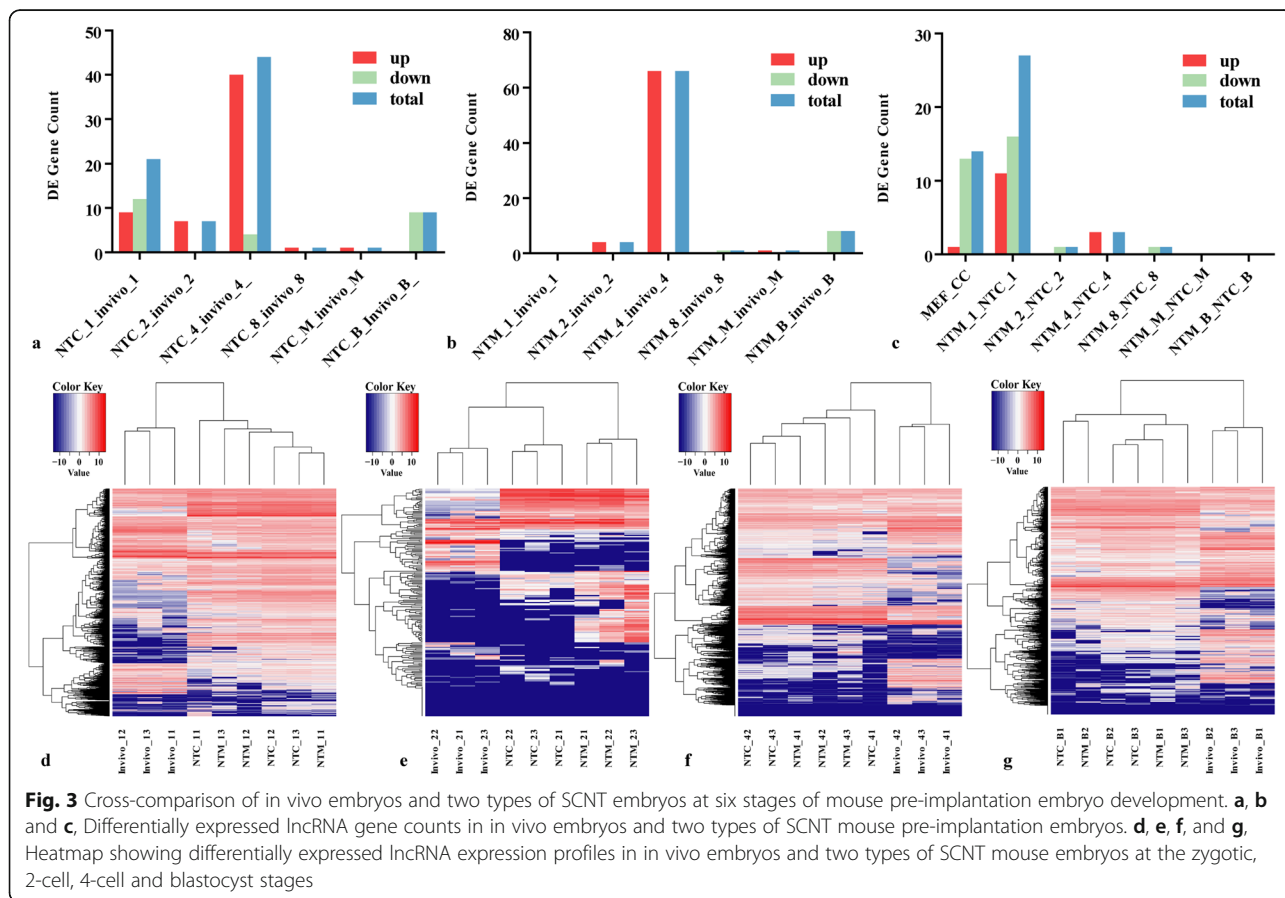 50
40
30
20
10
0
DE Gene Count
up
down
total
NTC_1_invivo_1
NTC_2_invivo_2
NTC_4_invivo_4_
NTC_8_invivo_8
NTC_M_invivo_M
NTC_B_Invivo_B_
a
80
60
40
20
0
DE Gene Count
up
down
total
NTM_1_invivo_1
NTM_2_invivo_2
NTM_4_invivo_4
NTM_8_invivo_8
NTM_M_invivo_M
NTM_B_invivo_B
b
30
20
10
0
DE Gene Count
up
down
total
MEF_CC
NTM_1_NTC_1
NTM_2_NTC_2
NTM_4_NTC_4
NTM_8_NTC_8
NTM_M_NTC_M
NTM_B_NTC_B
c
Color Key
−10 0 10
Value
Invivo_12
Invivo_13
Invivo_11
NTC_11
NTM_13
NTM_12
NTC_12
NTC_13
NTM_11
d
Color Key
−10 0 10
Value
Invivo_22
Invivo_21
Invivo_23
NTC_22
NTC_23
NTC_21
NTM_21
NTM_22
NTM_23
e
Color Key
−10 0 10
Value
NTC_42
NTC_43
NTM_41
NTM_42
NTM_43
NTC_41
Invivo_42
Invivo_43
Invivo_41
f
Color Key
−10 0 10
Value
NTC_B1
NTM_B2
NTC_B2
NTC_B3
NTM_B1
NTM_B3
Invivo_B2
Invivo_B3
Invivo_B1
g
Fig. 3 Cross-comparison of in vivo embryos and two types of SCNT embryos at six stages of mouse pre-implantation embryo development. a, b
and c, Differentially expressed lncRNA gene counts in in vivo embryos and two types of SCNT mouse pre-implantation embryos. d, e, f, and g,
Heatmap showing differentially expressed lncRNA expression profiles in in vivo embryos and two types of SCNT mouse embryos at the zygotic,
2-cell, 4-cell and blastocyst stages